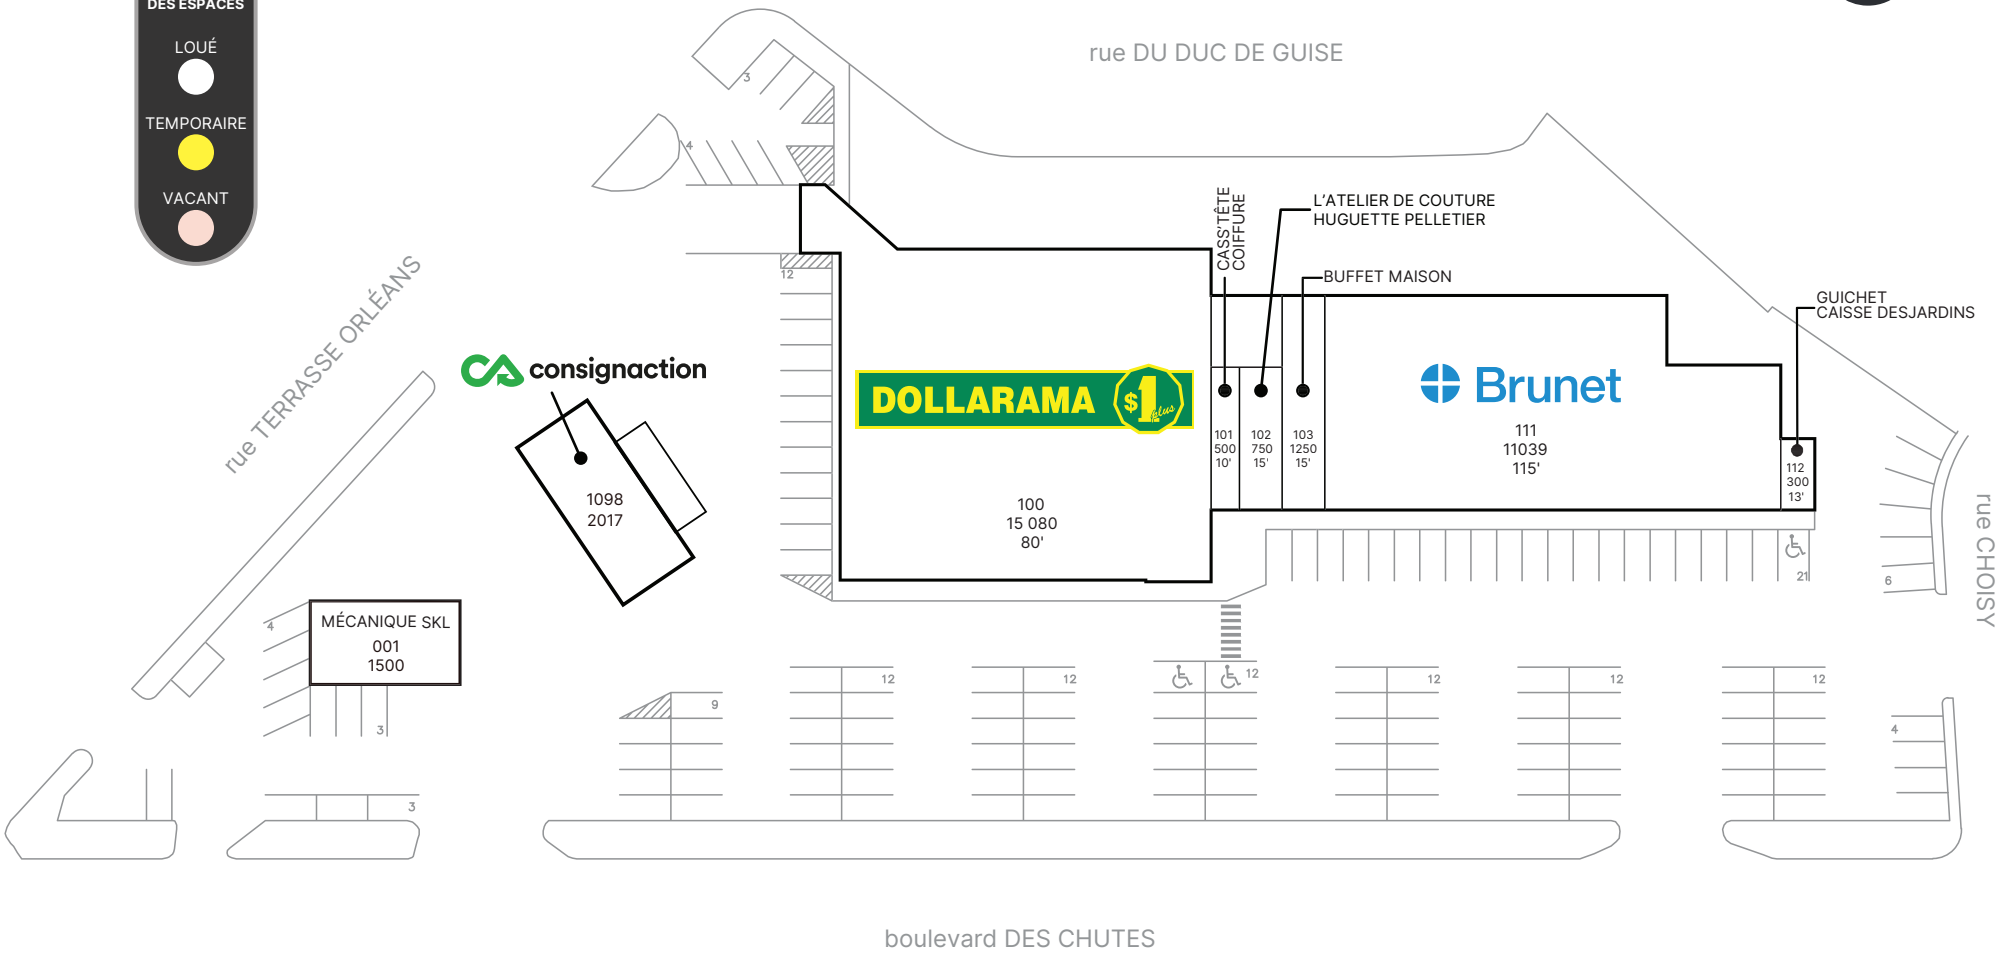 DES ESPACES
LOUÉ
TEMPORAIRE
VACANT
rue DU DUC DE GUISE
3
4
12
rue TERRASSE ORLÉANS
consignaction
1098
2017
MÉCANIQUE SKL
001
1500
4
3
3
DOLLARAMA $1 plus
100
15 080
80'
CASS'TÊTE
COIFFURE
L'ATELIER DE COUTURE
HUGUETTE PELLETIER
BUFFET MAISON
101
500
10'
102
750
15'
103
1250
15'
Brunet
111
11039
115'
GUICHET
CAISSE DESJARDINS
112
300
13'
21
6
rue CHOISY
9
12
12
12
12
12
12
4
boulevard DES CHUTES